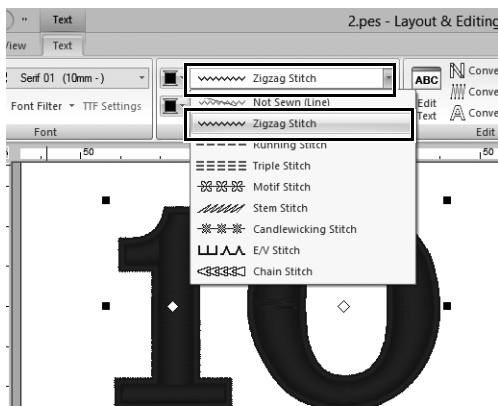 Text 2.pes - Layout & Editing
View Text
Serif 01 (10mm - ) Zigzag Stitch ABC Conve
Not Sewn (Line) Edit Conve
Font Filter TTF Settings Text Conve
Font Zigzag Stitch Edit
50 Running Stitch 50
Triple Stitch
Motif Stitch
Stem Stitch
Candlewicking Stitch
E/V Stitch
Chain Stitch
10